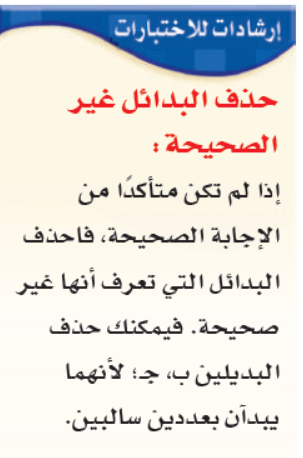 إرشادات للاختبارات
حذف البدائل غير
الصحيحة :
إذا لم تكن متأكدًا من
الإجابة الصحيحة، فاحذف
البدائل التي تعرف أنها غير
صحيحة. فيمكنك حذف
البديلين ب، جـ؛ لأنهما
يبدآن بعددين سالبين.